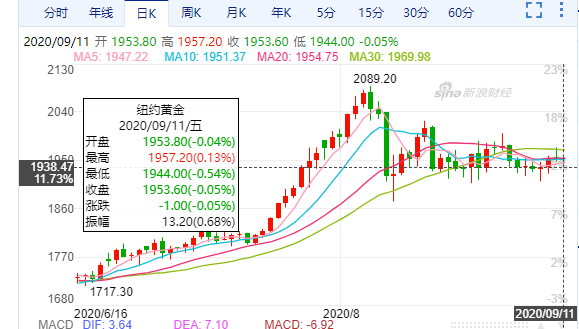 分时 年线 日K 周K 月K 年K 5分 15分 30分 60分
2020/09/11 开 1953.80 高 1957.20 收 1953.60 低 1944.00 -0.05%
MA5: 1947.22 MA10: 1951.37 MA20: 1954.75 MA30: 1969.98
2130 23%
2089.20
sina 新浪财经
2040 18%
纽约黄金
2020/09/11/五
开盘 1953.80(-0.04%)
最高 1957.20(0.13%)
最低 1944.00(-0.54%)
收盘 1953.60(-0.05%)
涨跌 -1.00(-0.05%)
振幅 13.20(0.68%)
1950
1938.47
11.73%
1860 7%
1770 2%
1717.30
1680 -3%
2020/6/16 2020/8 2020/09/11
MACD DIF: 3.64 DEA: 7.10 MACD: -6.92